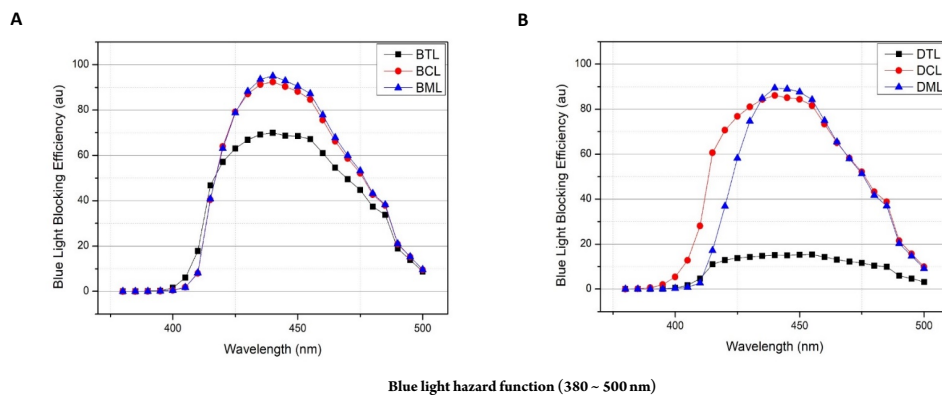 A
B
BTL
BCL
BML
DTL
DCL
DML
Blue Light Blocking Efficiency (au)
100
80
60
40
20
0
400
450
500
Wavelength (nm)
Blue Light Blocking Efficiency (au)
100
80
60
40
20
0
400
450
500
Wavelength (nm)
Blue light hazard function (380 ~ 500 nm)